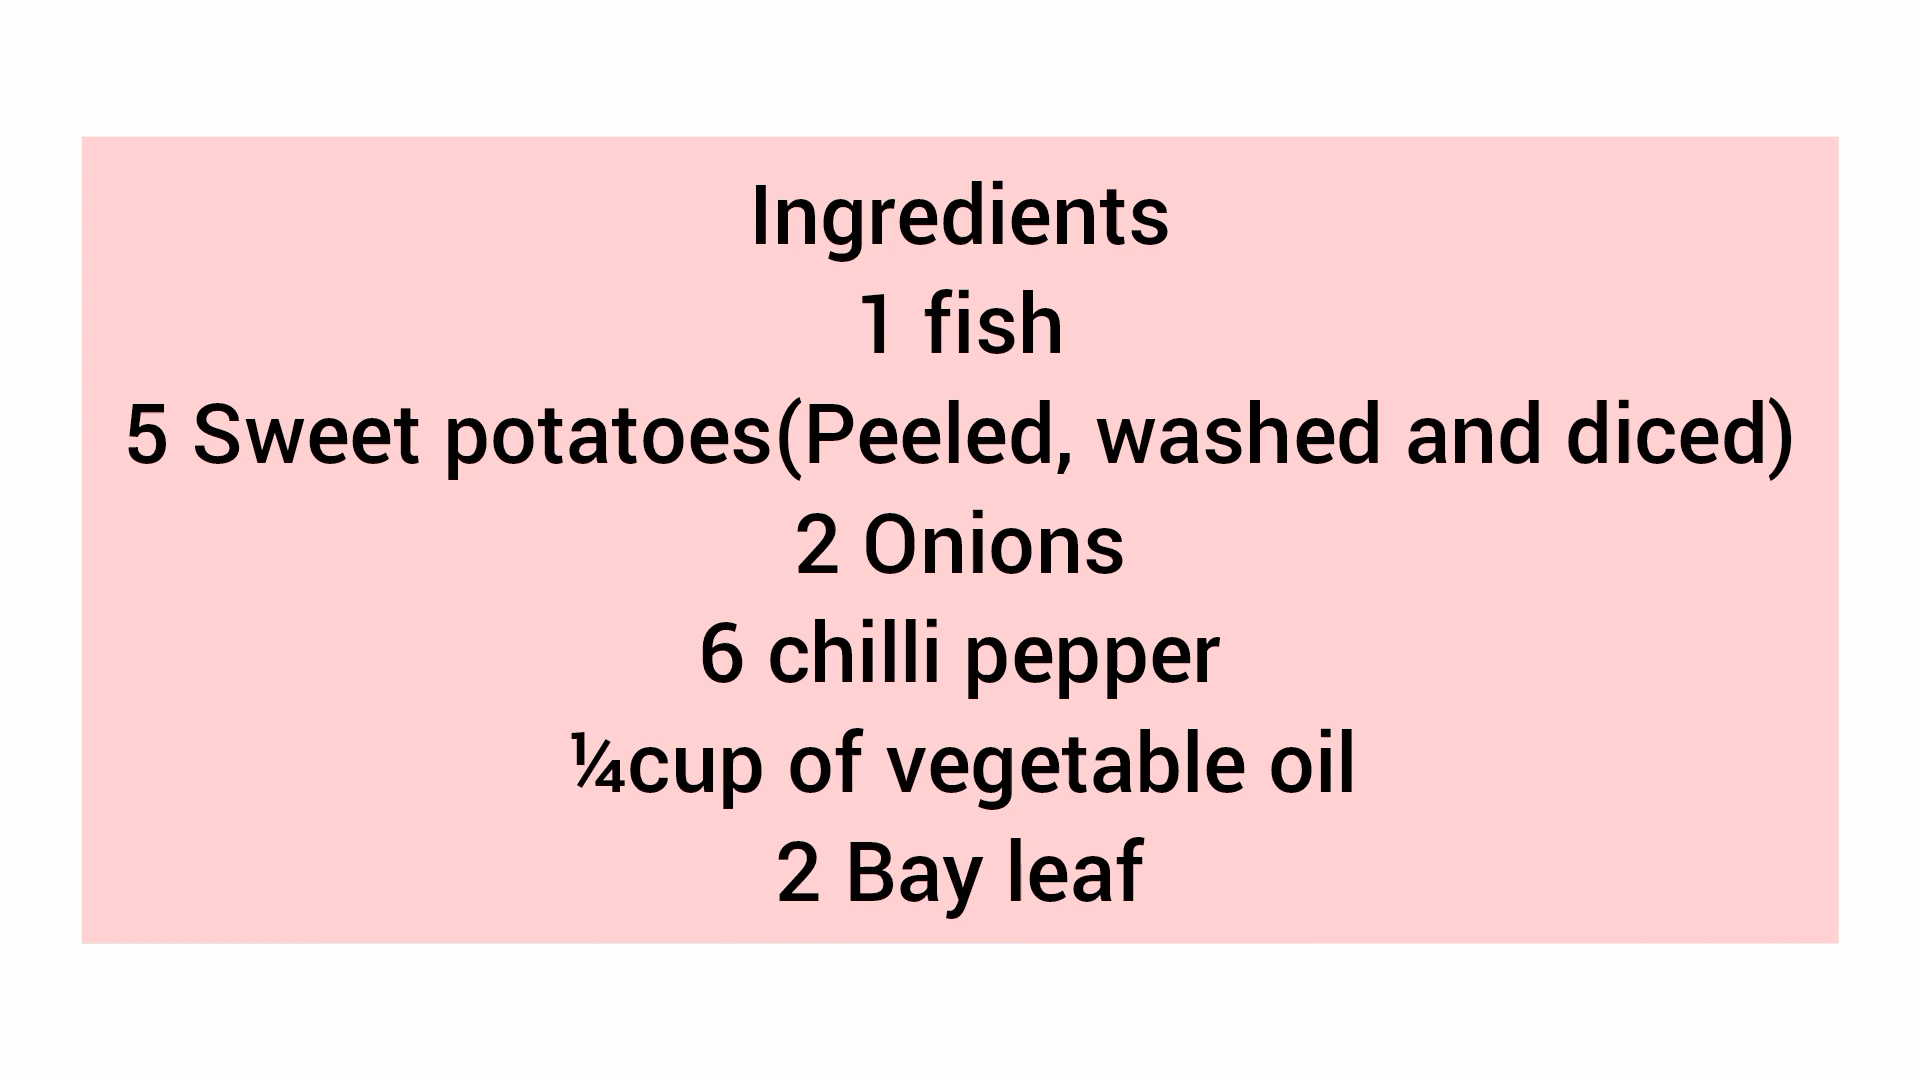 Ingredients
1 fish
5 Sweet potatoes(Peeled, washed and diced)
2 Onions
6 chilli pepper
¼cup of vegetable oil
2 Bay leaf